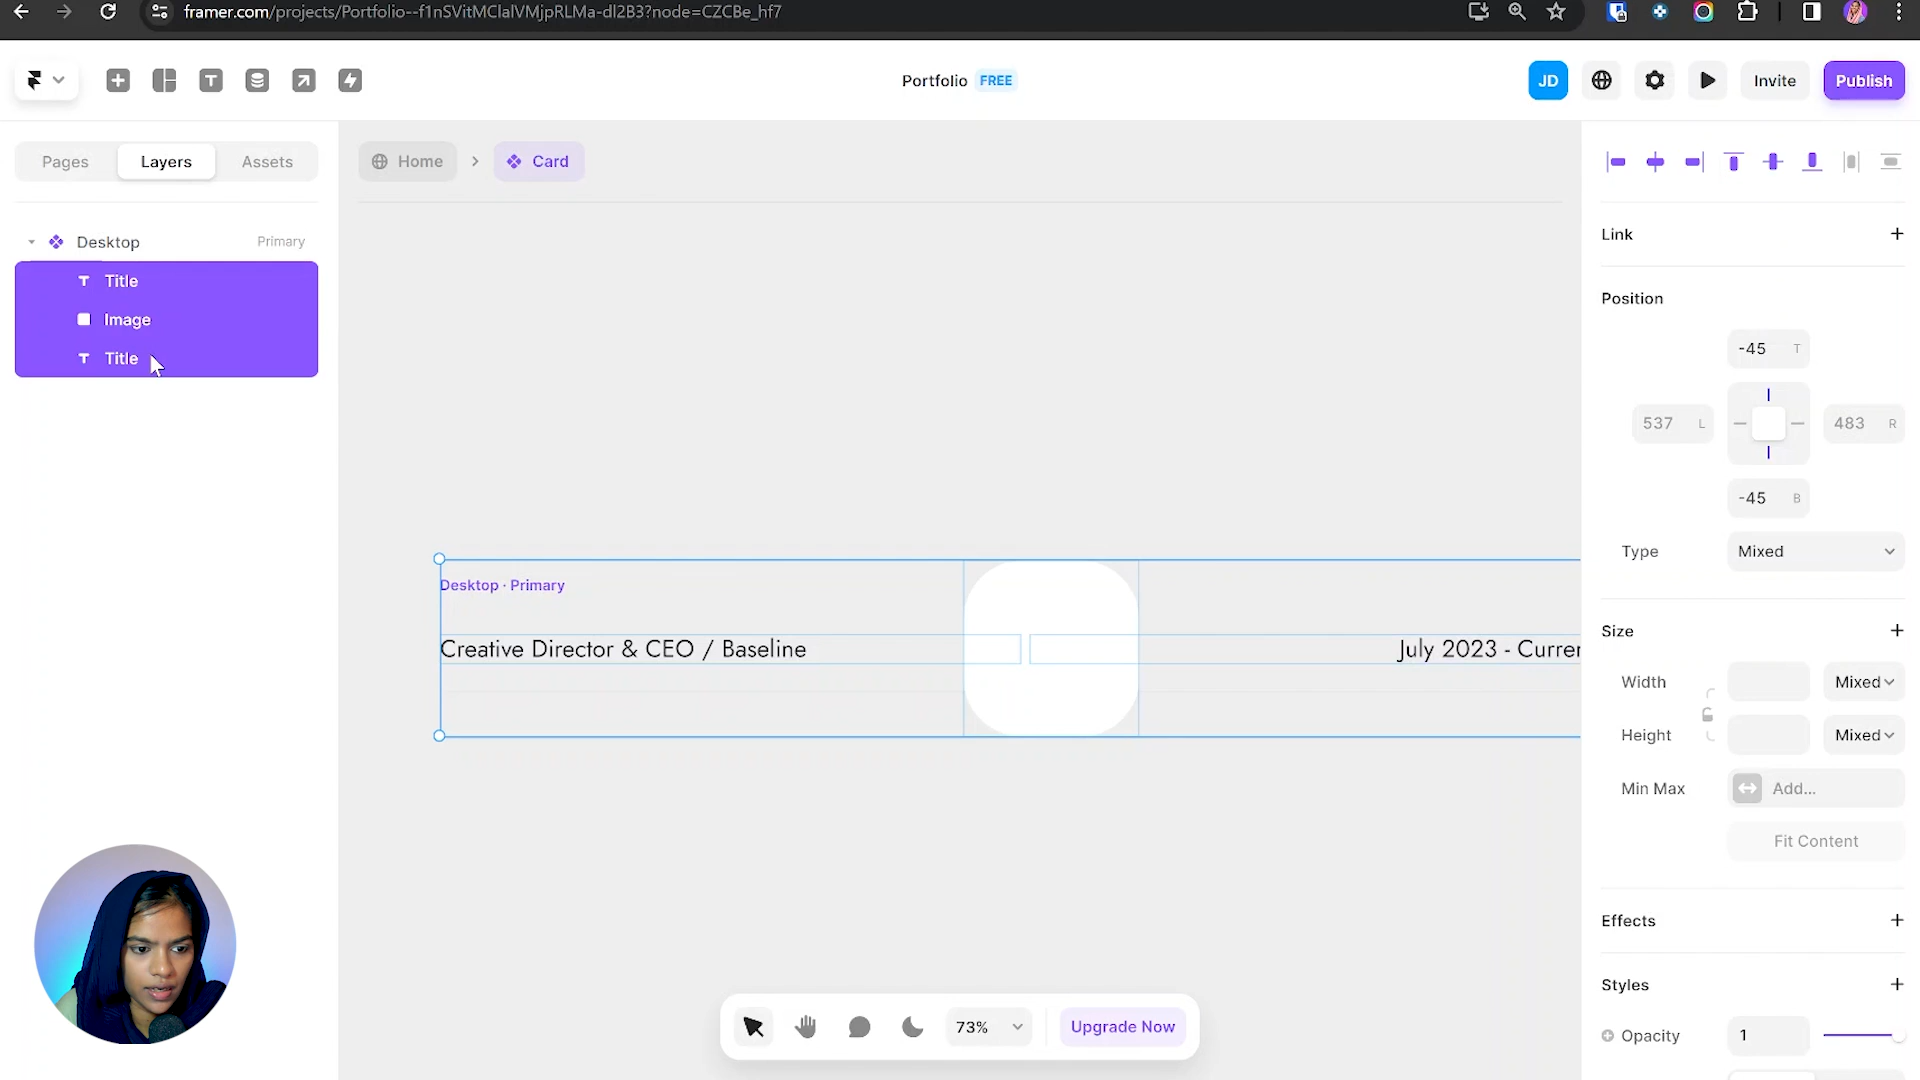 framer.com/projects/Portfolio--f1nSVitMClalVMjpRLMa-dl2B3?node=CZCBe_hf7
Portfolio FREE
JD
Invite
Publish
Pages
Layers
Assets
Home
Card
Desktop
Primary
Title
Image
Title
Desktop · Primary
Creative Director & CEO / Baseline
July 2023 - Curren
73%
Upgrade Now
Link
Position
-45 T
537 L
483 R
-45 B
Type
Mixed
Size
Width
Mixed
Height
Mixed
Min Max
Add...
Fit Content
Effects
Styles
Opacity
1